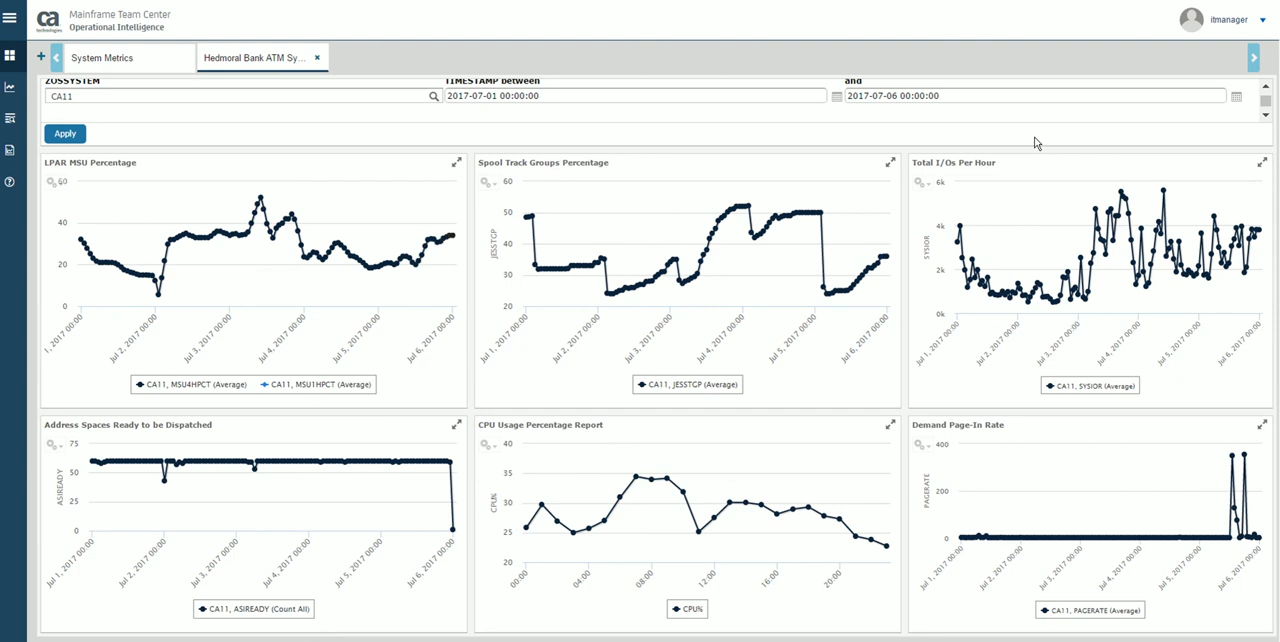 ca
technologies
Mainframe Team Center
Operational Intelligence
itmanager
+
System Metrics
Hedmoral Bank ATM Sy... ×
ZOSSYSTEM
TIMESTAMP between
and
CA11
2017-07-01 00:00:00
2017-07-06 00:00:00
Apply
LPAR MSU Percentage
60
40
20
0
1, 2017 00:00
Jul 2, 2017 00:00
Jul 3, 2017 00:00
Jul 4, 2017 00:00
Jul 5, 2017 00:00
Jul 6, 2017 00:00
CA11, MSU4HPCT (Average)
CA11, MSU1HPCT (Average)
Spool Track Groups Percentage
JESSTGP
60
50
40
30
20
Jul 1, 2017 00:00
Jul 2, 2017 00:00
Jul 3, 2017 00:00
Jul 4, 2017 00:00
Jul 5, 2017 00:00
Jul 6, 2017 00:00
CA11, JESSTGP (Average)
Total I/Os Per Hour
SYSIOR
6k
4k
2k
0k
Jul 1, 2017 00:00
Jul 2, 2017 00:00
Jul 3, 2017 00:00
Jul 4, 2017 00:00
Jul 5, 2017 00:00
Jul 6, 2017 00:00
CA11, SYSIOR (Average)
Address Spaces Ready to be Dispatched
ASIREADY
75
50
25
0
Jul 1, 2017 00:00
Jul 2, 2017 00:00
Jul 3, 2017 00:00
Jul 4, 2017 00:00
Jul 5, 2017 00:00
Jul 6, 2017 00:00
CA11, ASIREADY (Count All)
CPU Usage Percentage Report
CPU%
40
35
30
25
20
00:00
04:00
08:00
12:00
16:00
20:00
CPU%
Demand Page-In Rate
PAGERATE
400
200
0
Jul 1, 2017 00:00
Jul 2, 2017 00:00
Jul 3, 2017 00:00
Jul 4, 2017 00:00
Jul 5, 2017 00:00
Jul 6, 2017 00:00
CA11, PAGERATE (Average)